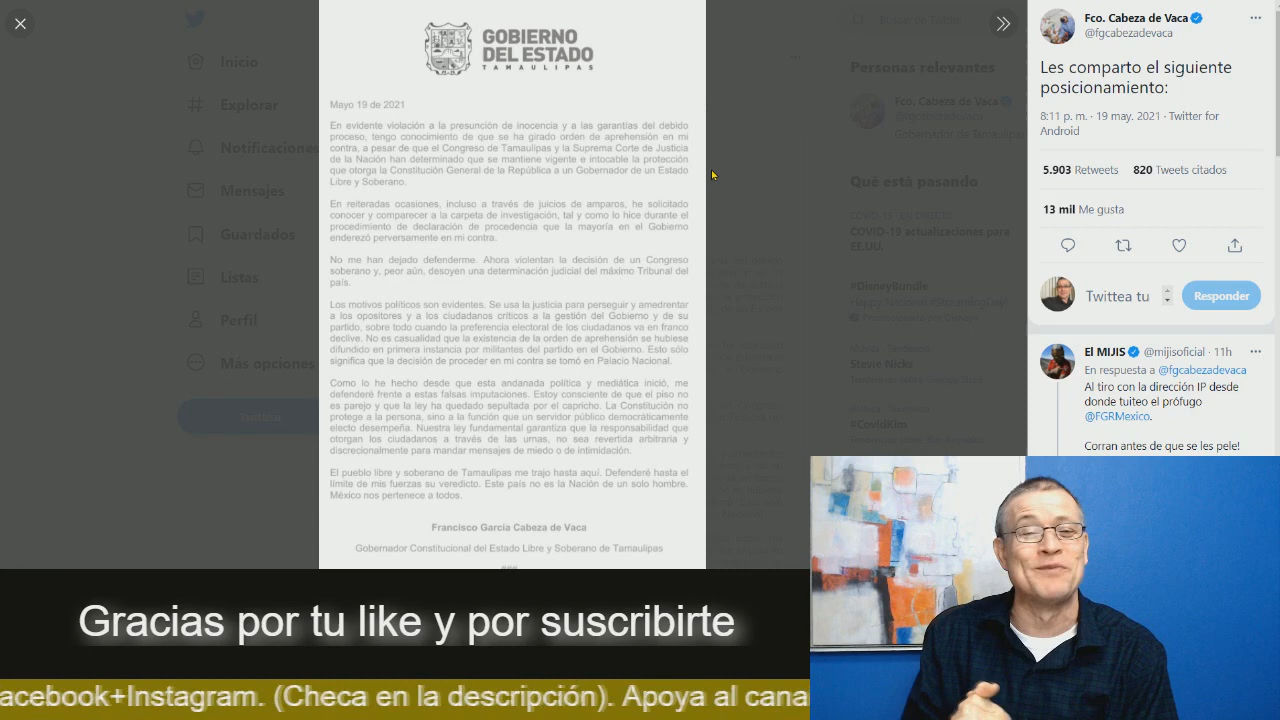 Inicio
Explorar
Notificaciones
Mensajes
Guardados
Listas
Perfil
Más opciones
GOBIERNO
DEL ESTADO
TAMAULIPAS
Mayo 19 de 2021
En evidente violación a la presunción de inocencia y a las garantías del debido
proceso, tengo conocimiento de que se ha girado orden de aprehensión en mi
contra, a pesar de que el Congreso de Tamaulipas y la Suprema Corte de Justicia
de la Nación han determinado que se mantiene vigente e intocable la protección
que otorga la Constitución General de la República a un Gobernador de un Estado
Libre y Soberano.
En reiteradas ocasiones, incluso a través de juicios de amparos, he solicitado
conocer y comparecer a la carpeta de investigación, tal y como lo hice durante el
procedimiento de declaración de procedencia que la mayoría en el Gobierno
enderezó perversamente en mi contra.
No me han dejado defenderme. Ahora violentan la decisión de un Congreso
soberano y, peor aún, desoyen una determinación judicial del máximo Tribunal del
país.
Los motivos políticos son evidentes. Se usa la justicia para perseguir y amedrentar
a los opositores y a los ciudadanos críticos a la gestión del Gobierno y de su
partido, sobre todo cuando la preferencia electoral de los ciudadanos va en franco
declive. No es casualidad que la existencia de la orden de aprehensión se hubiese
difundido en primera instancia por militantes del partido en el Gobierno. Esto sólo
significa que la decisión de proceder en mi contra se tomó en Palacio Nacional.
Como lo he hecho desde que esta andanada política y mediática inició, me
defenderé frente a estas falsas imputaciones. Estoy consciente de que el piso no
es parejo y que la ley ha quedado sepultada por el capricho. La Constitución no
protege a la persona, sino a la función que un servidor público democráticamente
electo desempeña. Nuestra ley fundamental garantiza que la responsabilidad que
otorgan los ciudadanos a través de las urnas, no sea revertida arbitraria y
discrecionalmente para mandar mensajes de miedo o de intimidación.
El pueblo libre y soberano de Tamaulipas me trajo hasta aquí. Defenderé hasta el
límite de mis fuerzas su veredicto. Este país no es la Nación de un solo hombre.
México nos pertenece a todos.
Francisco García Cabeza de Vaca
Gobernador Constitucional del Estado Libre y Soberano de Tamaulipas
Buscar en Twitter
Personas relevantes
Fco. Cabeza de Vaca
@fgcabezadevaca
Gobernador de Tamaulipas
Qué está pasando
COVID-19 · EN DIRECTO
COVID-19 actualizaciones para
EE.UU.
#DisneyBundle
Música · Tendencias
Stevie Nicks
#CovidKim
Fco. Cabeza de Vaca
@fgcabezadevaca
Les comparto el siguiente
posicionamiento:
8:11 p. m. · 19 may. 2021 · Twitter for
Android
5.903 Retweets 820 Tweets citados
13 mil Me gusta
Twittea tu
Responder
El MIJIS @mijisoficial · 11h
En respuesta a @fgcabezadevaca
Al tiro con la dirección IP desde
donde tuiteo el prófugo
@FGRMexico.
Corran antes de que se les pele!
Gracias por tu like y por suscribirte
acebook+Instagram. (Checa en la descripción). Apoya al cana